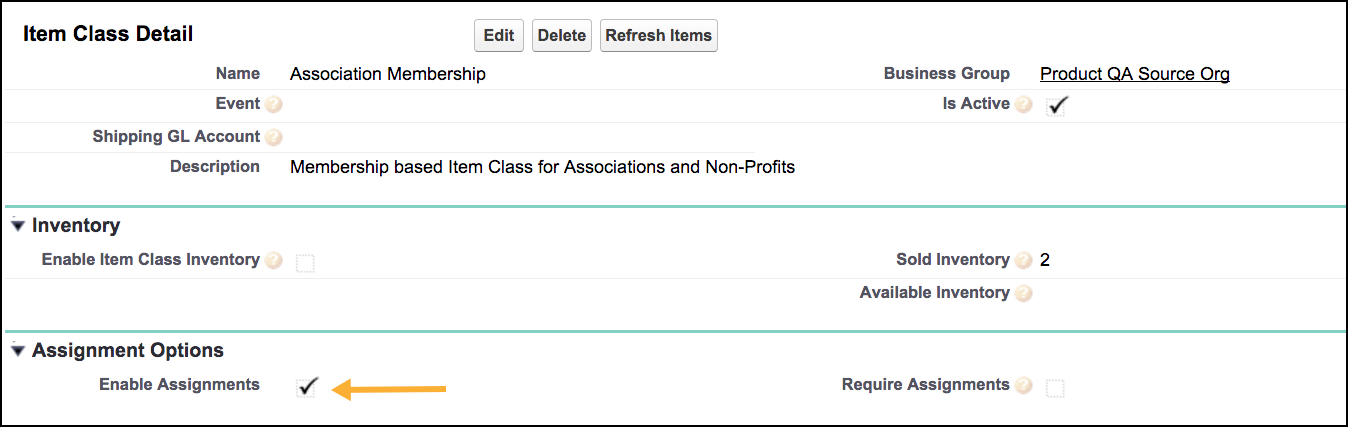 Item Class Detail Edit Delete Refresh Items
Name Association Membership Business Group Product QA Source Org
Event ? Is Active ?
Shipping GL Account ?
Description Membership based Item Class for Associations and Non-Profits
Inventory
Enable Item Class Inventory ? Sold Inventory ? 2
Available Inventory ?
Assignment Options
Enable Assignments Require Assignments ?